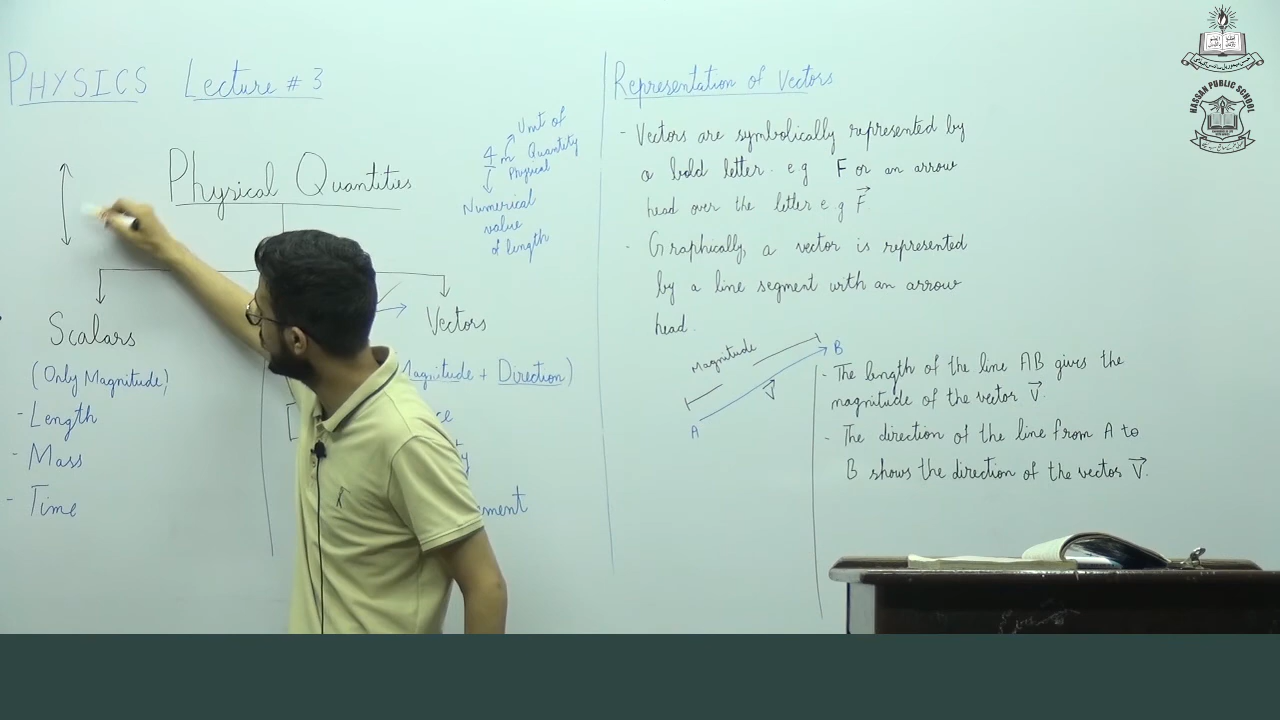 PHYSICS Lecture # 3
Physical Quantities
4 m
Unit of
Physical
Quantity
Numerical
value
of length
Scalars
(Only Magnitude)
- Length
- Mass
- Time
Vectors
Magnitude + Direction)
Representation of Vectors
- Vectors are symbolically represented by
a bold letter. e.g F or an arrow
head over the letter e.g F⃗.
- Graphically, a vector is represented
by a line segment with an arrow
head.
Magnitude
A
B
V⃗
- The length of the line AB gives the
magnitude of the vector V⃗.
- The direction of the line from A to
B shows the direction of the vector V⃗.
HASSAN PUBLIC SCHOOL